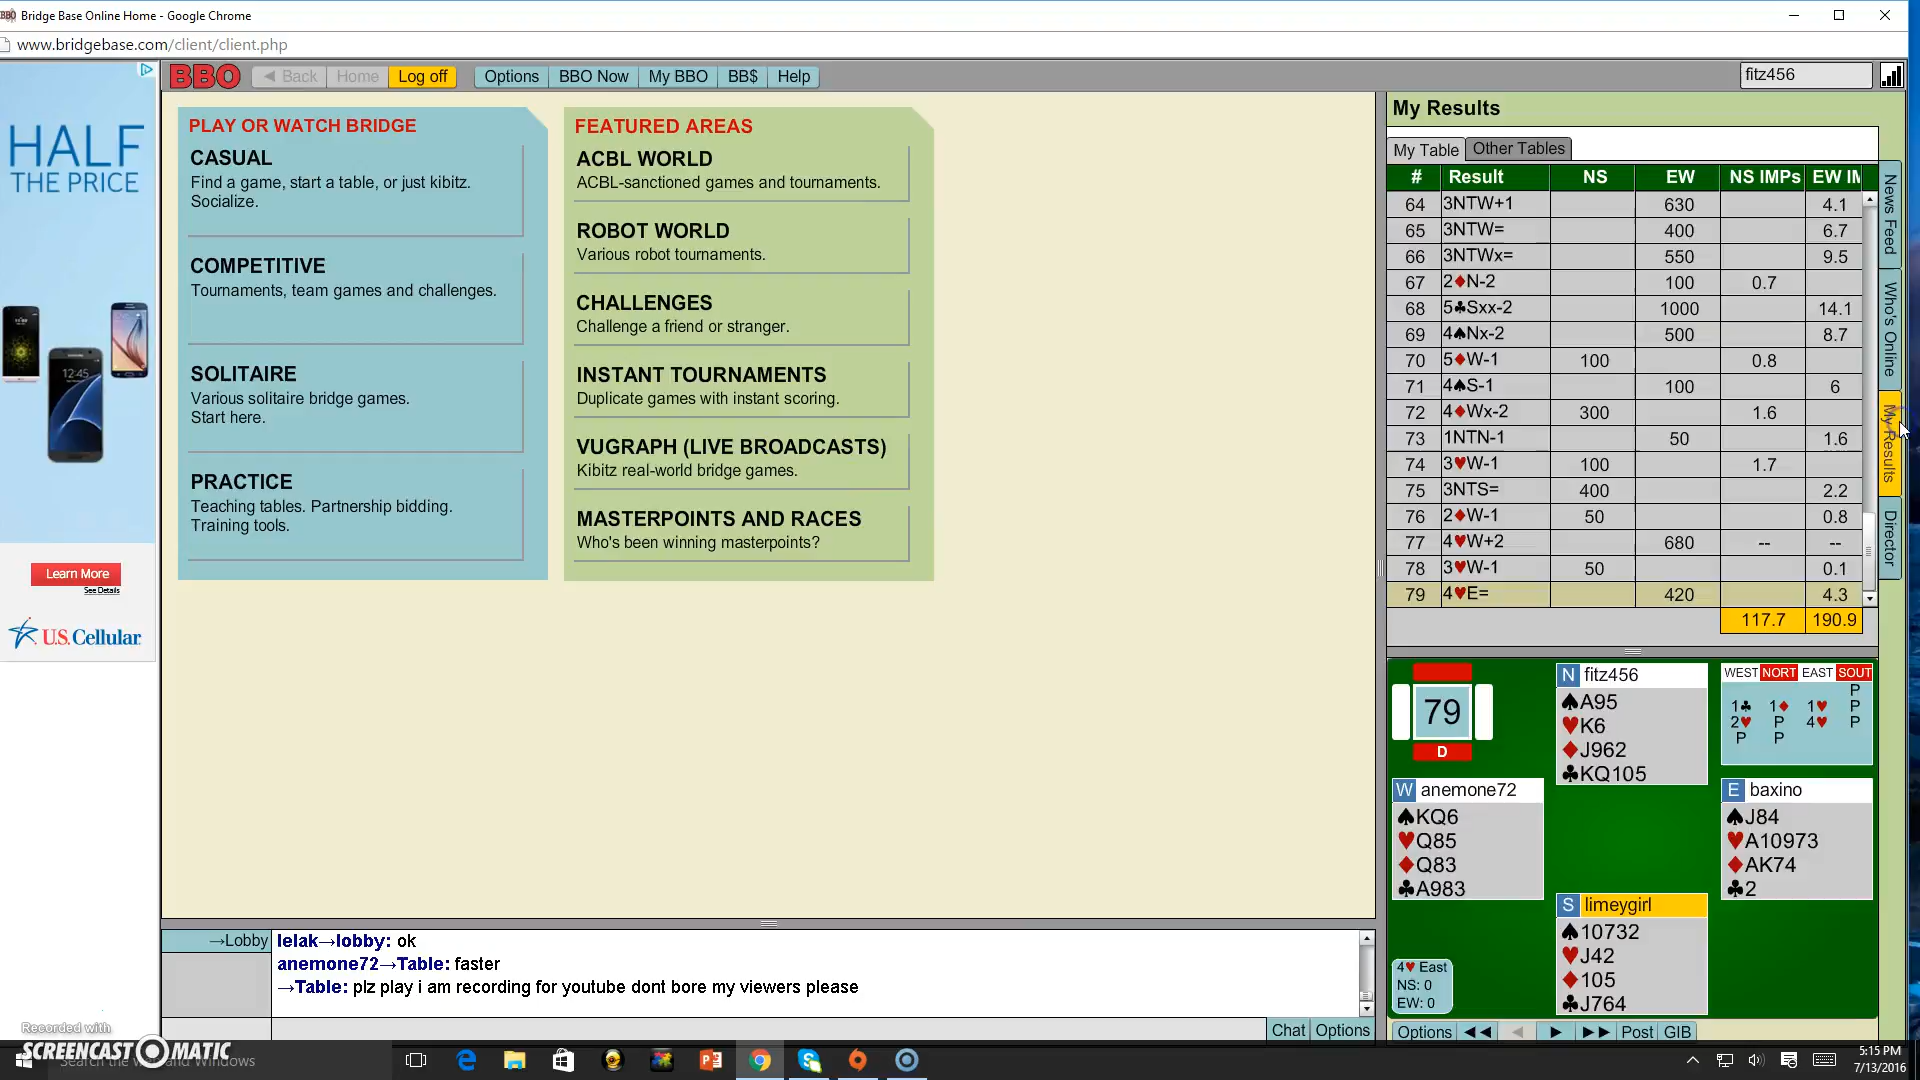 Bridge Base Online Home - Google Chrome
www.bridgebase.com/client/client.php
BBO ◄ Back Home Log off Options BBO Now My BBO BB$ Help fitz456
HALF
THE PRICE
12:45
Learn More
See Details
U.S. Cellular
PLAY OR WATCH BRIDGE
CASUAL
Find a game, start a table, or just kibitz.
Socialize.
COMPETITIVE
Tournaments, team games and challenges.
SOLITAIRE
Various solitaire bridge games.
Start here.
PRACTICE
Teaching tables. Partnership bidding.
Training tools.
FEATURED AREAS
ACBL WORLD
ACBL-sanctioned games and tournaments.
ROBOT WORLD
Various robot tournaments.
CHALLENGES
Challenge a friend or stranger.
INSTANT TOURNAMENTS
Duplicate games with instant scoring.
VUGRAPH (LIVE BROADCASTS)
Kibitz real-world bridge games.
MASTERPOINTS AND RACES
Who's been winning masterpoints?
My Results
My Table Other Tables
# Result NS EW NS IMPs EW IM
64 3NTW+1 630 4.1
65 3NTW= 400 6.7
66 3NTWx= 550 9.5
67 2♦N-2 100 0.7
68 5♣Sxx-2 1000 14.1
69 4♠Nx-2 500 8.7
70 5♦W-1 100 0.8
71 4♠S-1 100 6
72 4♦Wx-2 300 1.6
73 1NTN-1 50 1.6
74 3♥W-1 100 1.7
75 3NTS= 400 2.2
76 2♦W-1 50 0.8
77 4♥W+2 680 -- --
78 3♥W-1 50 0.1
79 4♥E= 420 4.3
117.7 190.9
News Feed
Who's Online
My Results
Director
79
D
N fitz456
♠A95
♥K6
♦J962
♣KQ105
WEST NORT EAST SOUT
P
1♣ 1♦ 1♥ P
2♥ P 4♥ P
P P
W anemone72
♠KQ6
♥Q85
♦Q83
♣A983
E baxino
♠J84
♥A10973
♦AK74
♣2
S limeygirl
♠10732
♥J42
♦105
♣J764
4♥ East
NS: 0
EW: 0
Options ◄◄ ◄ ► ►► Post GIB
→Lobby
lelak→lobby: ok
anemone72→Table: faster
→Table: plz play i am recording for youtube dont bore my viewers please
Chat Options
Recorded with
SCREENCAST-O-MATIC
Search the web and Windows
5:15 PM
7/13/2016